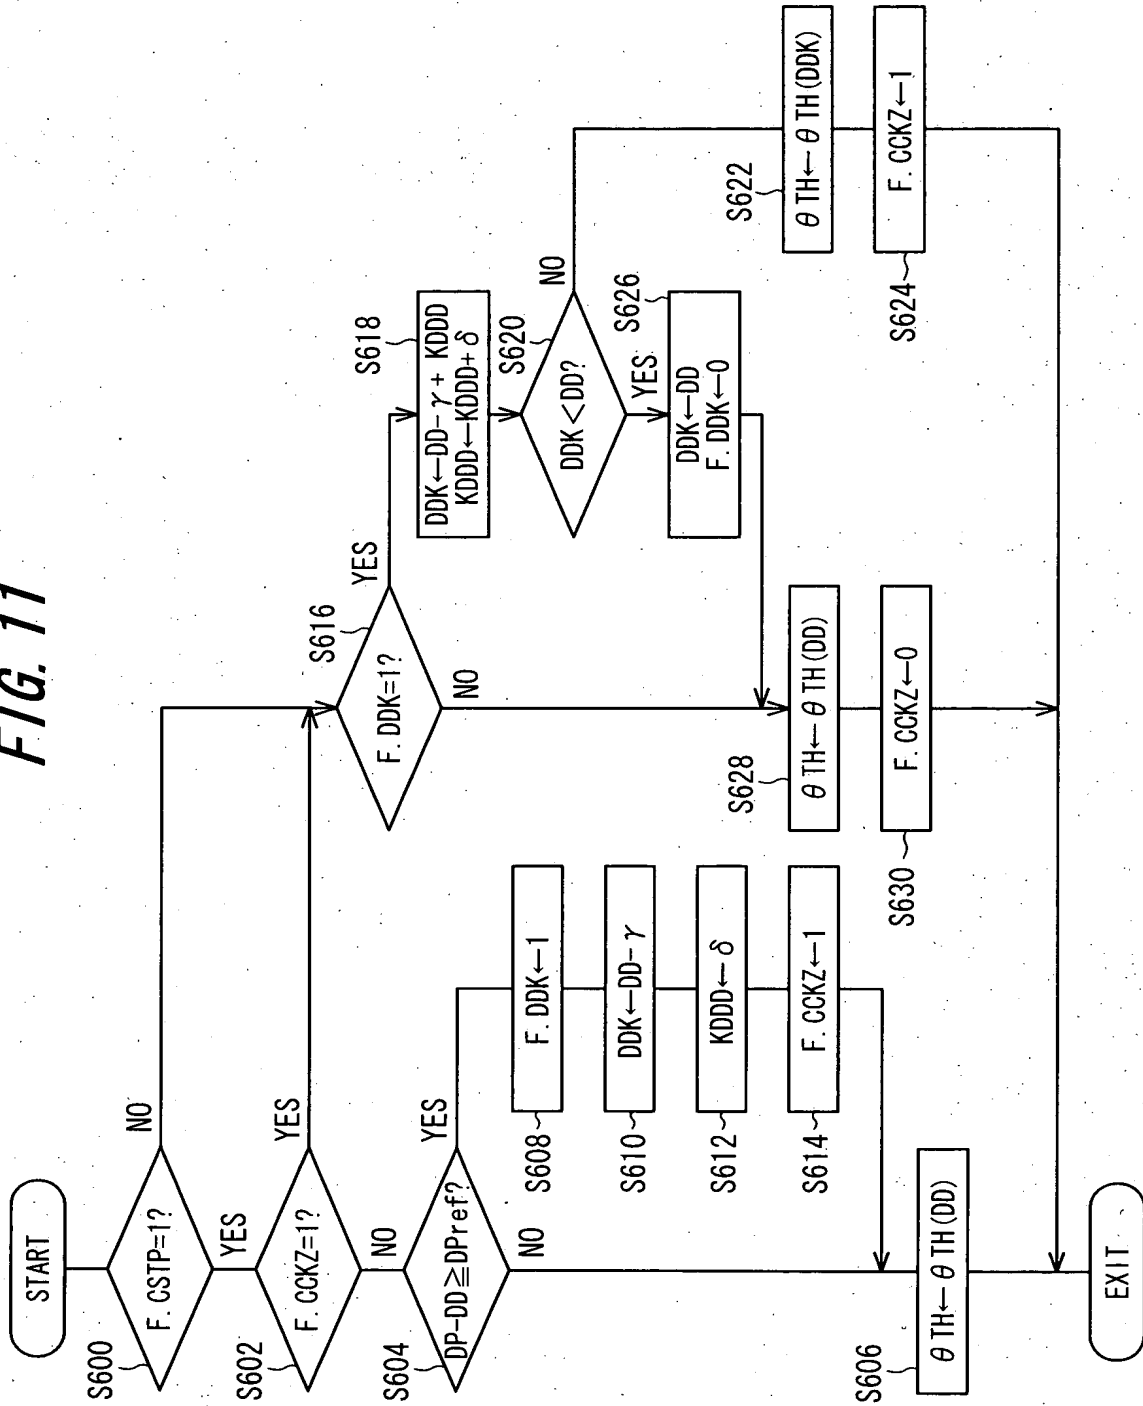 FIG. 11
START
S600
F. CSTP=1?
NO
YES
S602
F. CCKZ=1?
YES
NO
S604
DP-DD≧DPref?
YES
NO
S608
F. DDK←1
S610
DDK←DD-γ
S612
KDDD←δ
S614
F. CCKZ←1
S606
θTH←θTH(DD)
S616
F. DDK=1?
YES
NO
S618
DDK←DD-γ+KDDD
KDDD←KDDD+δ
S620
DDK<DD?
NO
YES
S626
DDK←DD
F. DDK←0
S622
θTH←θTH(DDK)
S624
F. CCKZ←1
S628
θTH←θTH(DD)
S630
F. CCKZ←0
EXIT